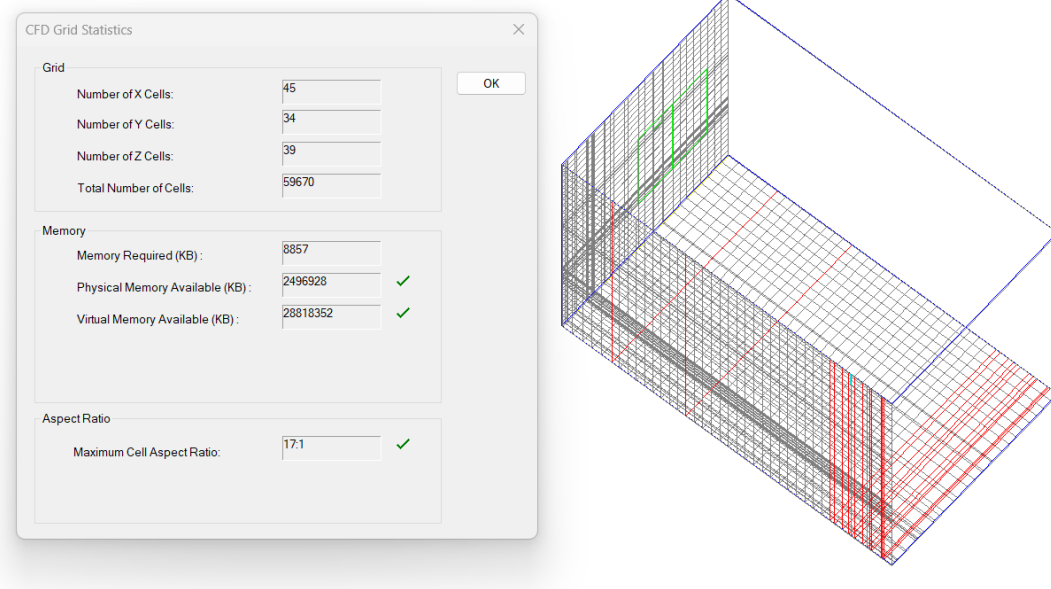 CFD Grid Statistics
Grid
OK
Number of X Cells: 45
Number of Y Cells: 34
Number of Z Cells: 39
Total Number of Cells: 59670
Memory
Memory Required (KB) : 8857
Physical Memory Available (KB) : 2496928
Virtual Memory Available (KB) : 28818352
Aspect Ratio
Maximum Cell Aspect Ratio: 17:1